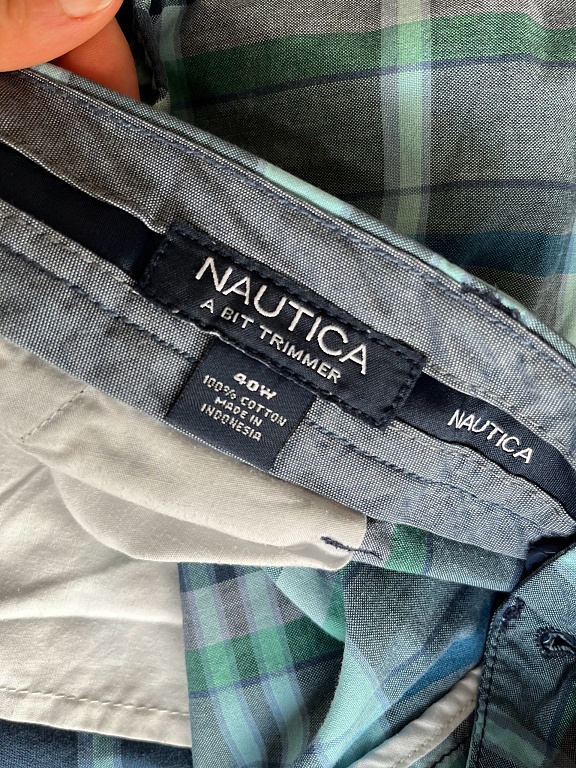 NAUTICA
A BIT TRIMMER
40W
100% COTTON
MADE IN
INDONESIA
NAUTICA